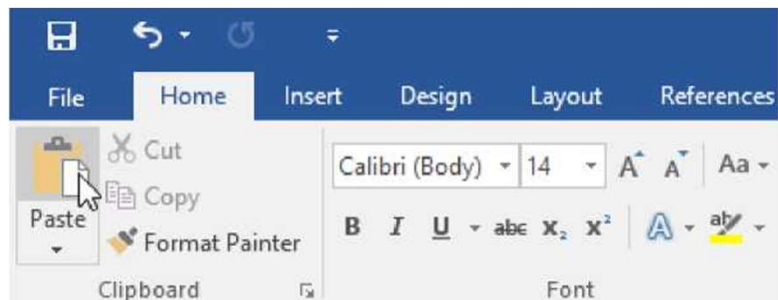 File Home Insert Design Layout References
Cut
Calibri (Body) 14 A A Aa
Copy
Paste
B I U abc X₂ X² A ab
Format Painter
Clipboard Font